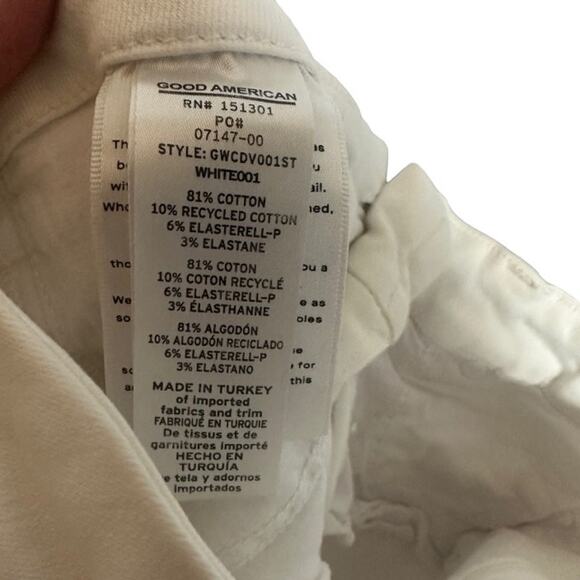 GOOD AMERICAN
RN# 151301
PO#
07147-00
STYLE: GWCDV001ST
WHITE001
81% COTTON
10% RECYCLED COTTON
6% ELASTERELL-P
3% ELASTANE
81% COTON
10% COTON RECYCLÉ
6% ELASTERELL-P
3% ÉLASTHANNE
81% ALGODÓN
10% ALGODÓN RECICLADO
6% ELASTERELL-P
3% ELASTANO
MADE IN TURKEY
of imported
fabrics and trim
FABRIQUÉ EN TURQUIE
De tissus et de
garnitures importé
HECHO EN
TURQUÍA
e tela y adornos
importados